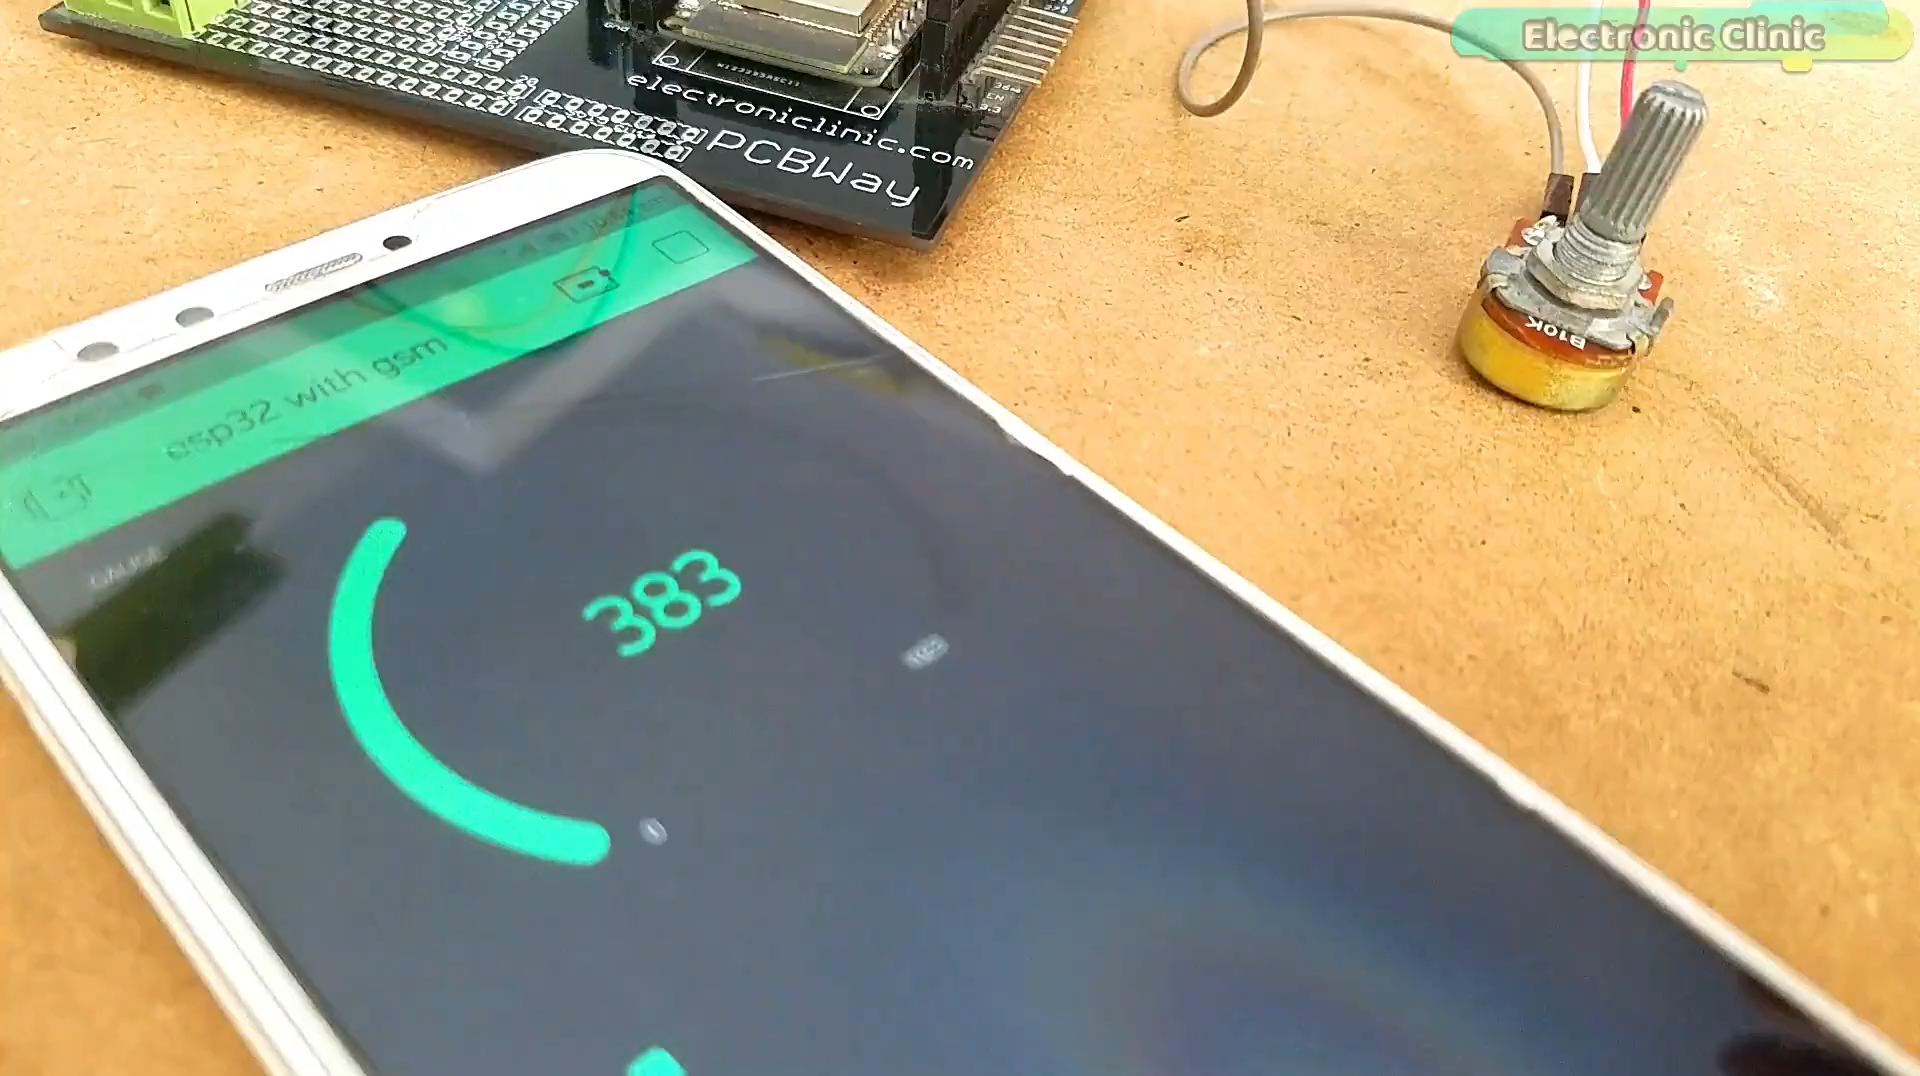 Electronic Clinic
electroniclinic.com
PCBWay
B10K
esp32 with gsm
GAUGE
383
0